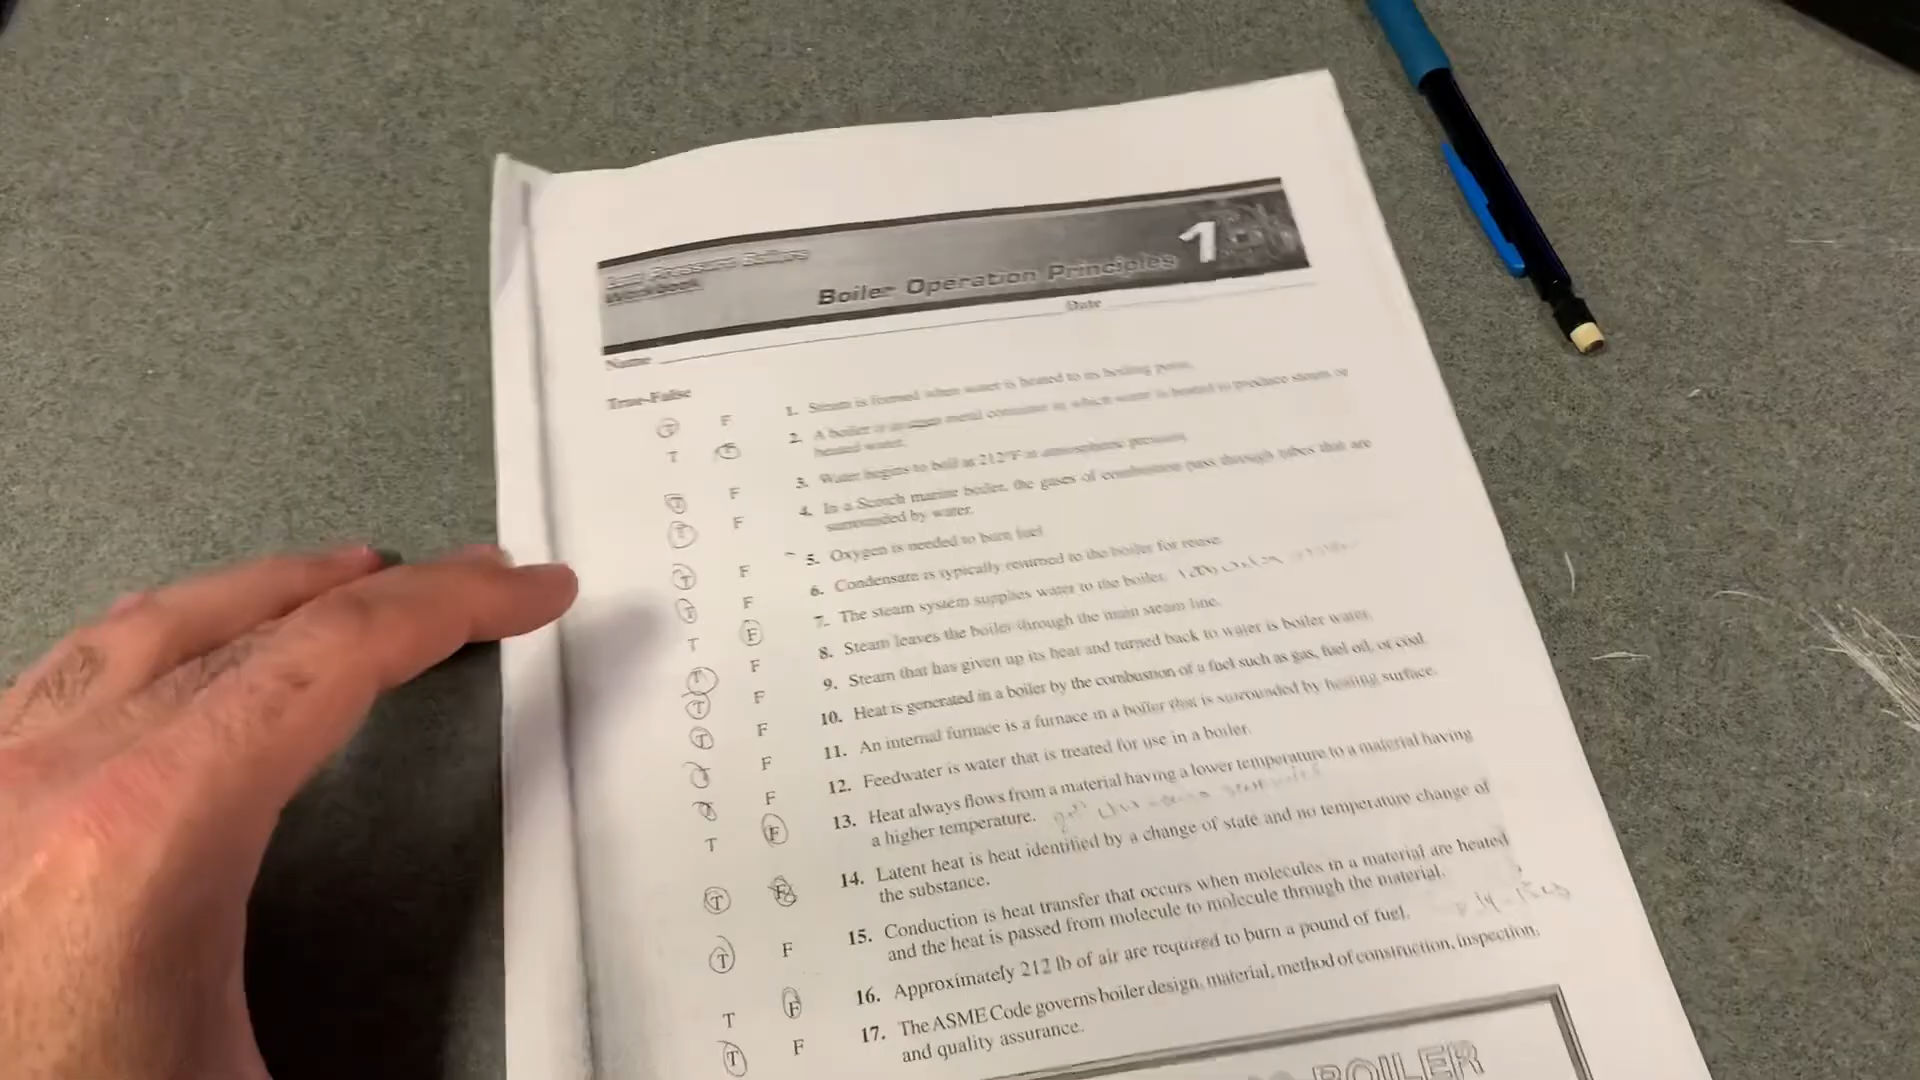 Low Pressure Boilers
Workbook
Boiler Operation Principles 1
Name Date
True-False
T F 1. Steam is formed when water is heated to its boiling point.
T F 2. A boiler is an open metal container in which water is heated to produce steam or
heated water.
T F 3. Water begins to boil at 212°F at atmospheric pressure.
T F 4. In a Scotch marine boiler, the gases of combustion pass through tubes that are
surrounded by water.
T F 5. Oxygen is needed to burn fuel.
T F 6. Condensate is typically returned to the boiler for reuse.
T F 7. The steam system supplies water to the boiler.
T F 8. Steam leaves the boiler through the main steam line.
T F 9. Steam that has given up its heat and turned back to water is boiler water.
T F 10. Heat is generated in a boiler by the combustion of a fuel such as gas, fuel oil, or coal.
T F 11. An internal furnace is a furnace in a boiler that is surrounded by heating surface.
T F 12. Feedwater is water that is treated for use in a boiler.
T F 13. Heat always flows from a material having a lower temperature to a material having
a higher temperature.
T F 14. Latent heat is heat identified by a change of state and no temperature change of
the substance.
T F 15. Conduction is heat transfer that occurs when molecules in a material are heated
and the heat is passed from molecule to molecule through the material.
T F 16. Approximately 212 lb of air are required to burn a pound of fuel.
T F 17. The ASME Code governs boiler design, material, method of construction, inspection,
and quality assurance.
BOILER